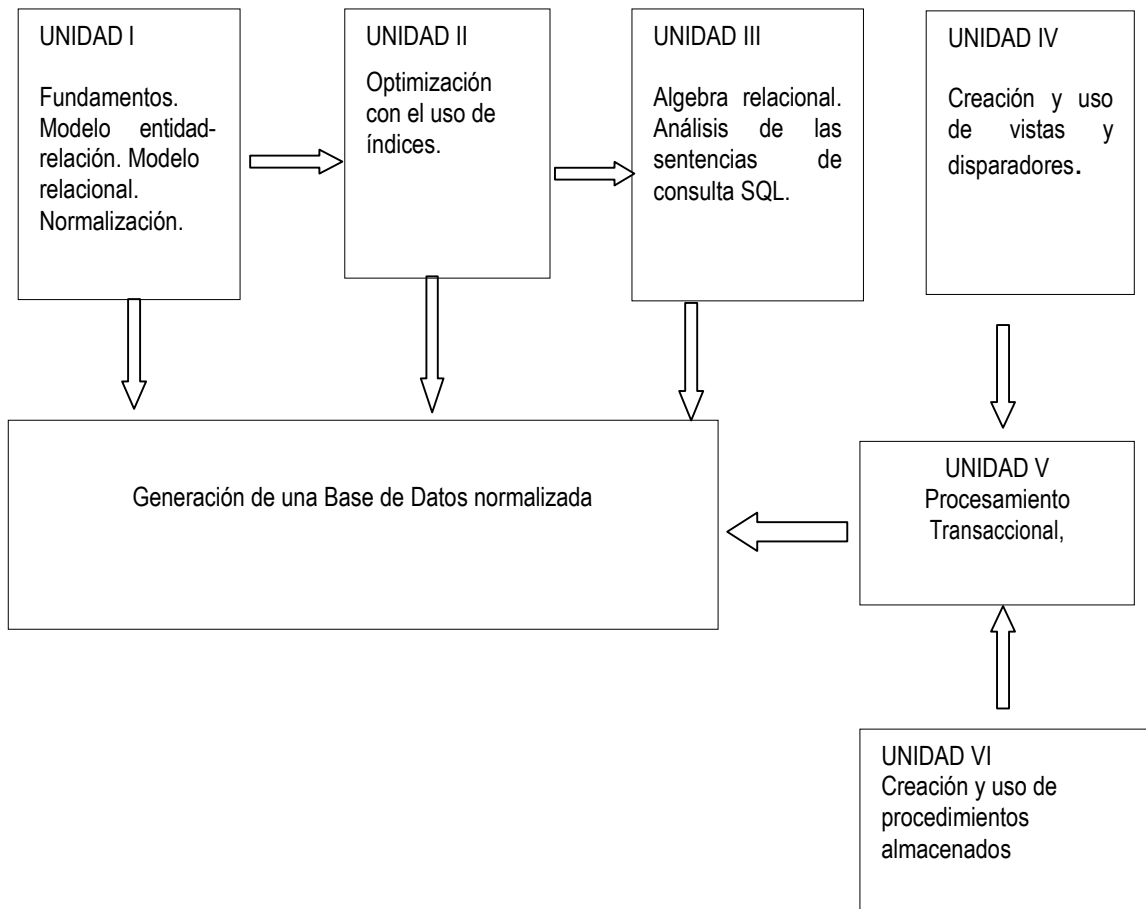 UNIDAD I
Fundamentos.
Modelo entidad-
relación. Modelo
relacional.
Normalización.
UNIDAD II
Optimización
con el uso de
índices.
UNIDAD III
Algebra relacional.
Análisis de las
sentencias de
consulta SQL.
UNIDAD IV
Creación y uso
de vistas y
disparadores.
Generación de una Base de Datos normalizada
UNIDAD V
Procesamiento
Transaccional,
UNIDAD VI
Creación y uso de
procedimientos
almacenados